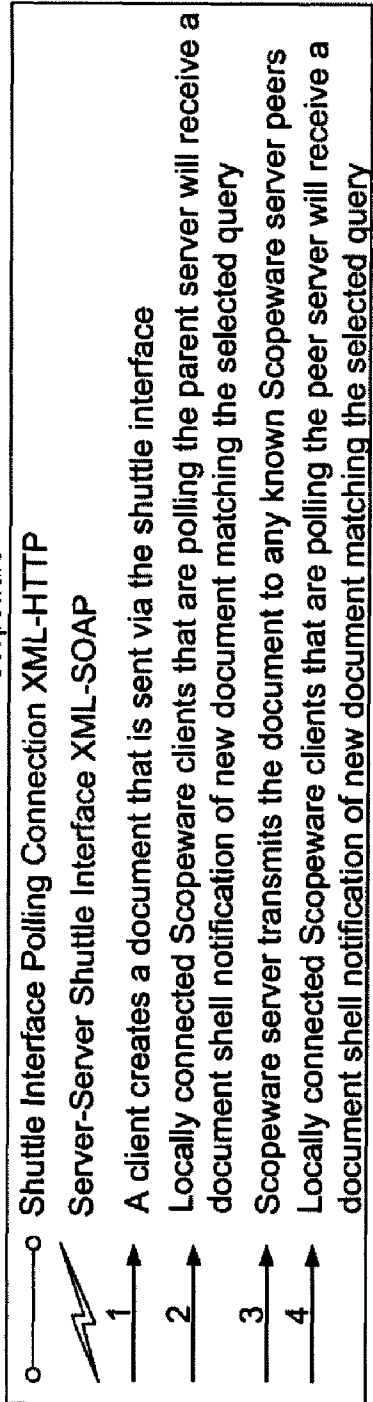 Shuttle Interface Polling Connection XML-HTTP
Server-Server Shuttle Interface XML-SOAP
1 A client creates a document that is sent via the shuttle interface
2 Locally connected Scopeware clients that are polling the parent server will receive a
document shell notification of new document matching the selected query
3 Scopeware server transmits the document to any known Scopeware server peers
4 Locally connected Scopeware clients that are polling the peer server will receive a
document shell notification of new document matching the selected query